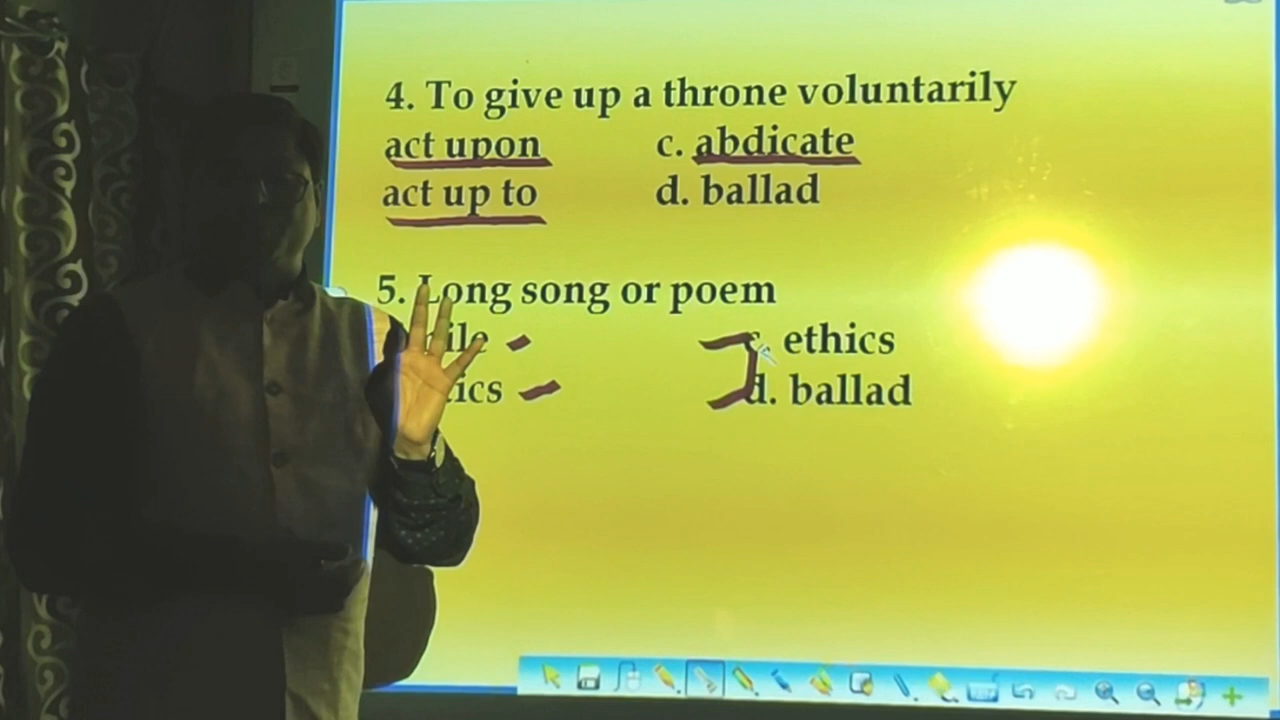 4. To give up a throne voluntarily
act upon c. abdicate
act up to d. ballad
5. Long song or poem
ethics
d. ballad